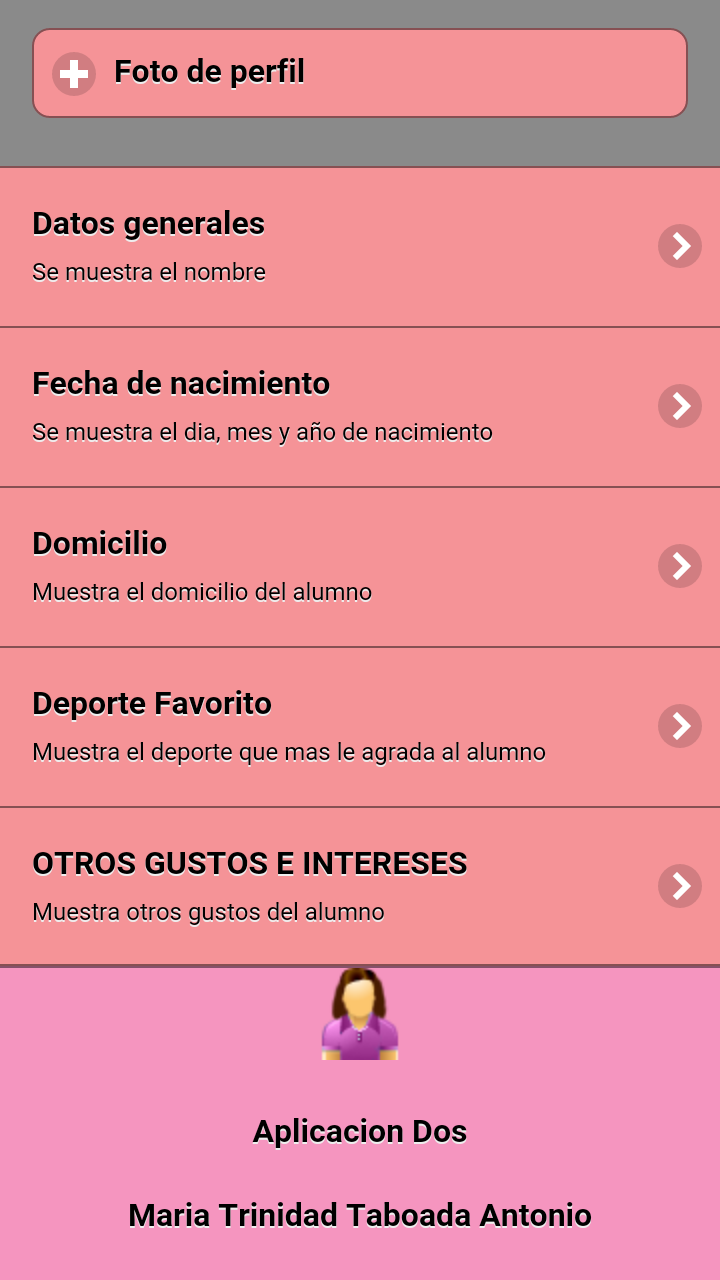 Foto de perfil
Datos generales
Se muestra el nombre
Fecha de nacimiento
Se muestra el dia, mes y año de nacimiento
Domicilio
Muestra el domicilio del alumno
Deporte Favorito
Muestra el deporte que mas le agrada al alumno
OTROS GUSTOS E INTERESES
Muestra otros gustos del alumno
Aplicacion Dos
Maria Trinidad Taboada Antonio